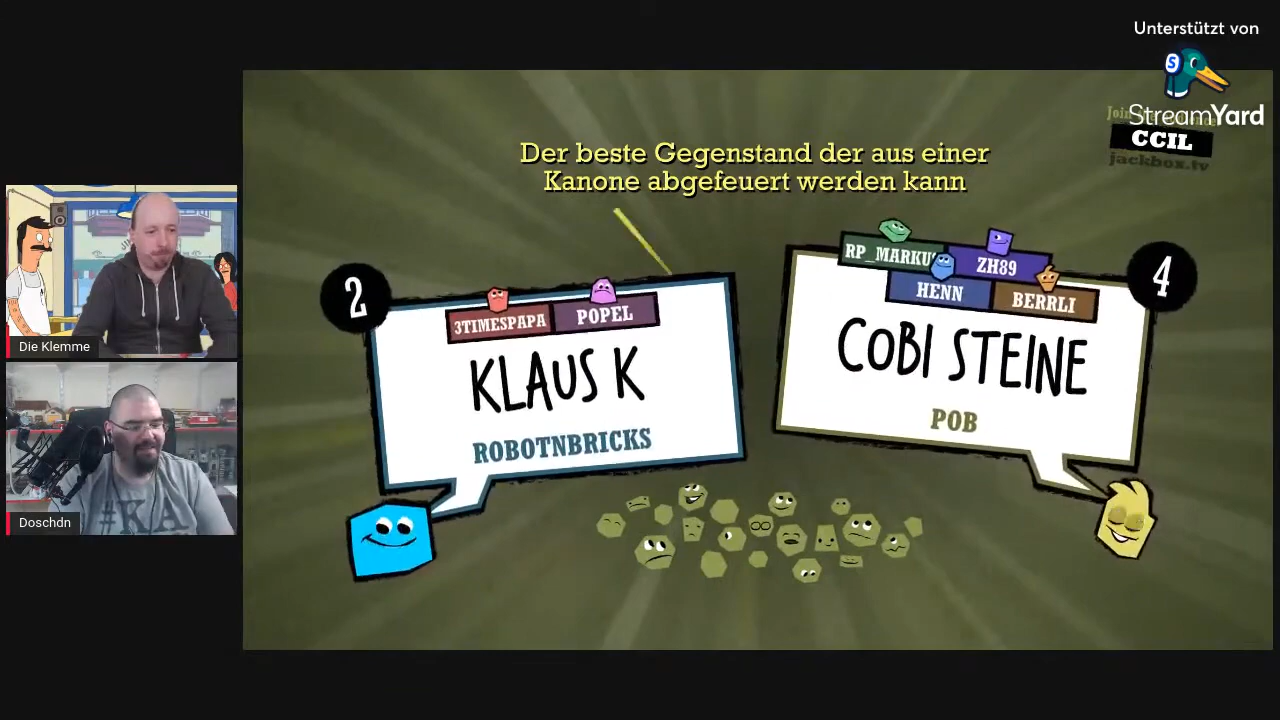 Unterstützt von
StreamYard
Join
CCIL
jackbox.tv
Der beste Gegenstand der aus einer
Kanone abgefeuert werden kann
2
3TIMESPAPA
POPEL
KLAUS K
ROBOTNBRICKS
4
ZH89
HENN
BERRLI
COBI STEINE
POB
Die Klemme
Doschdn